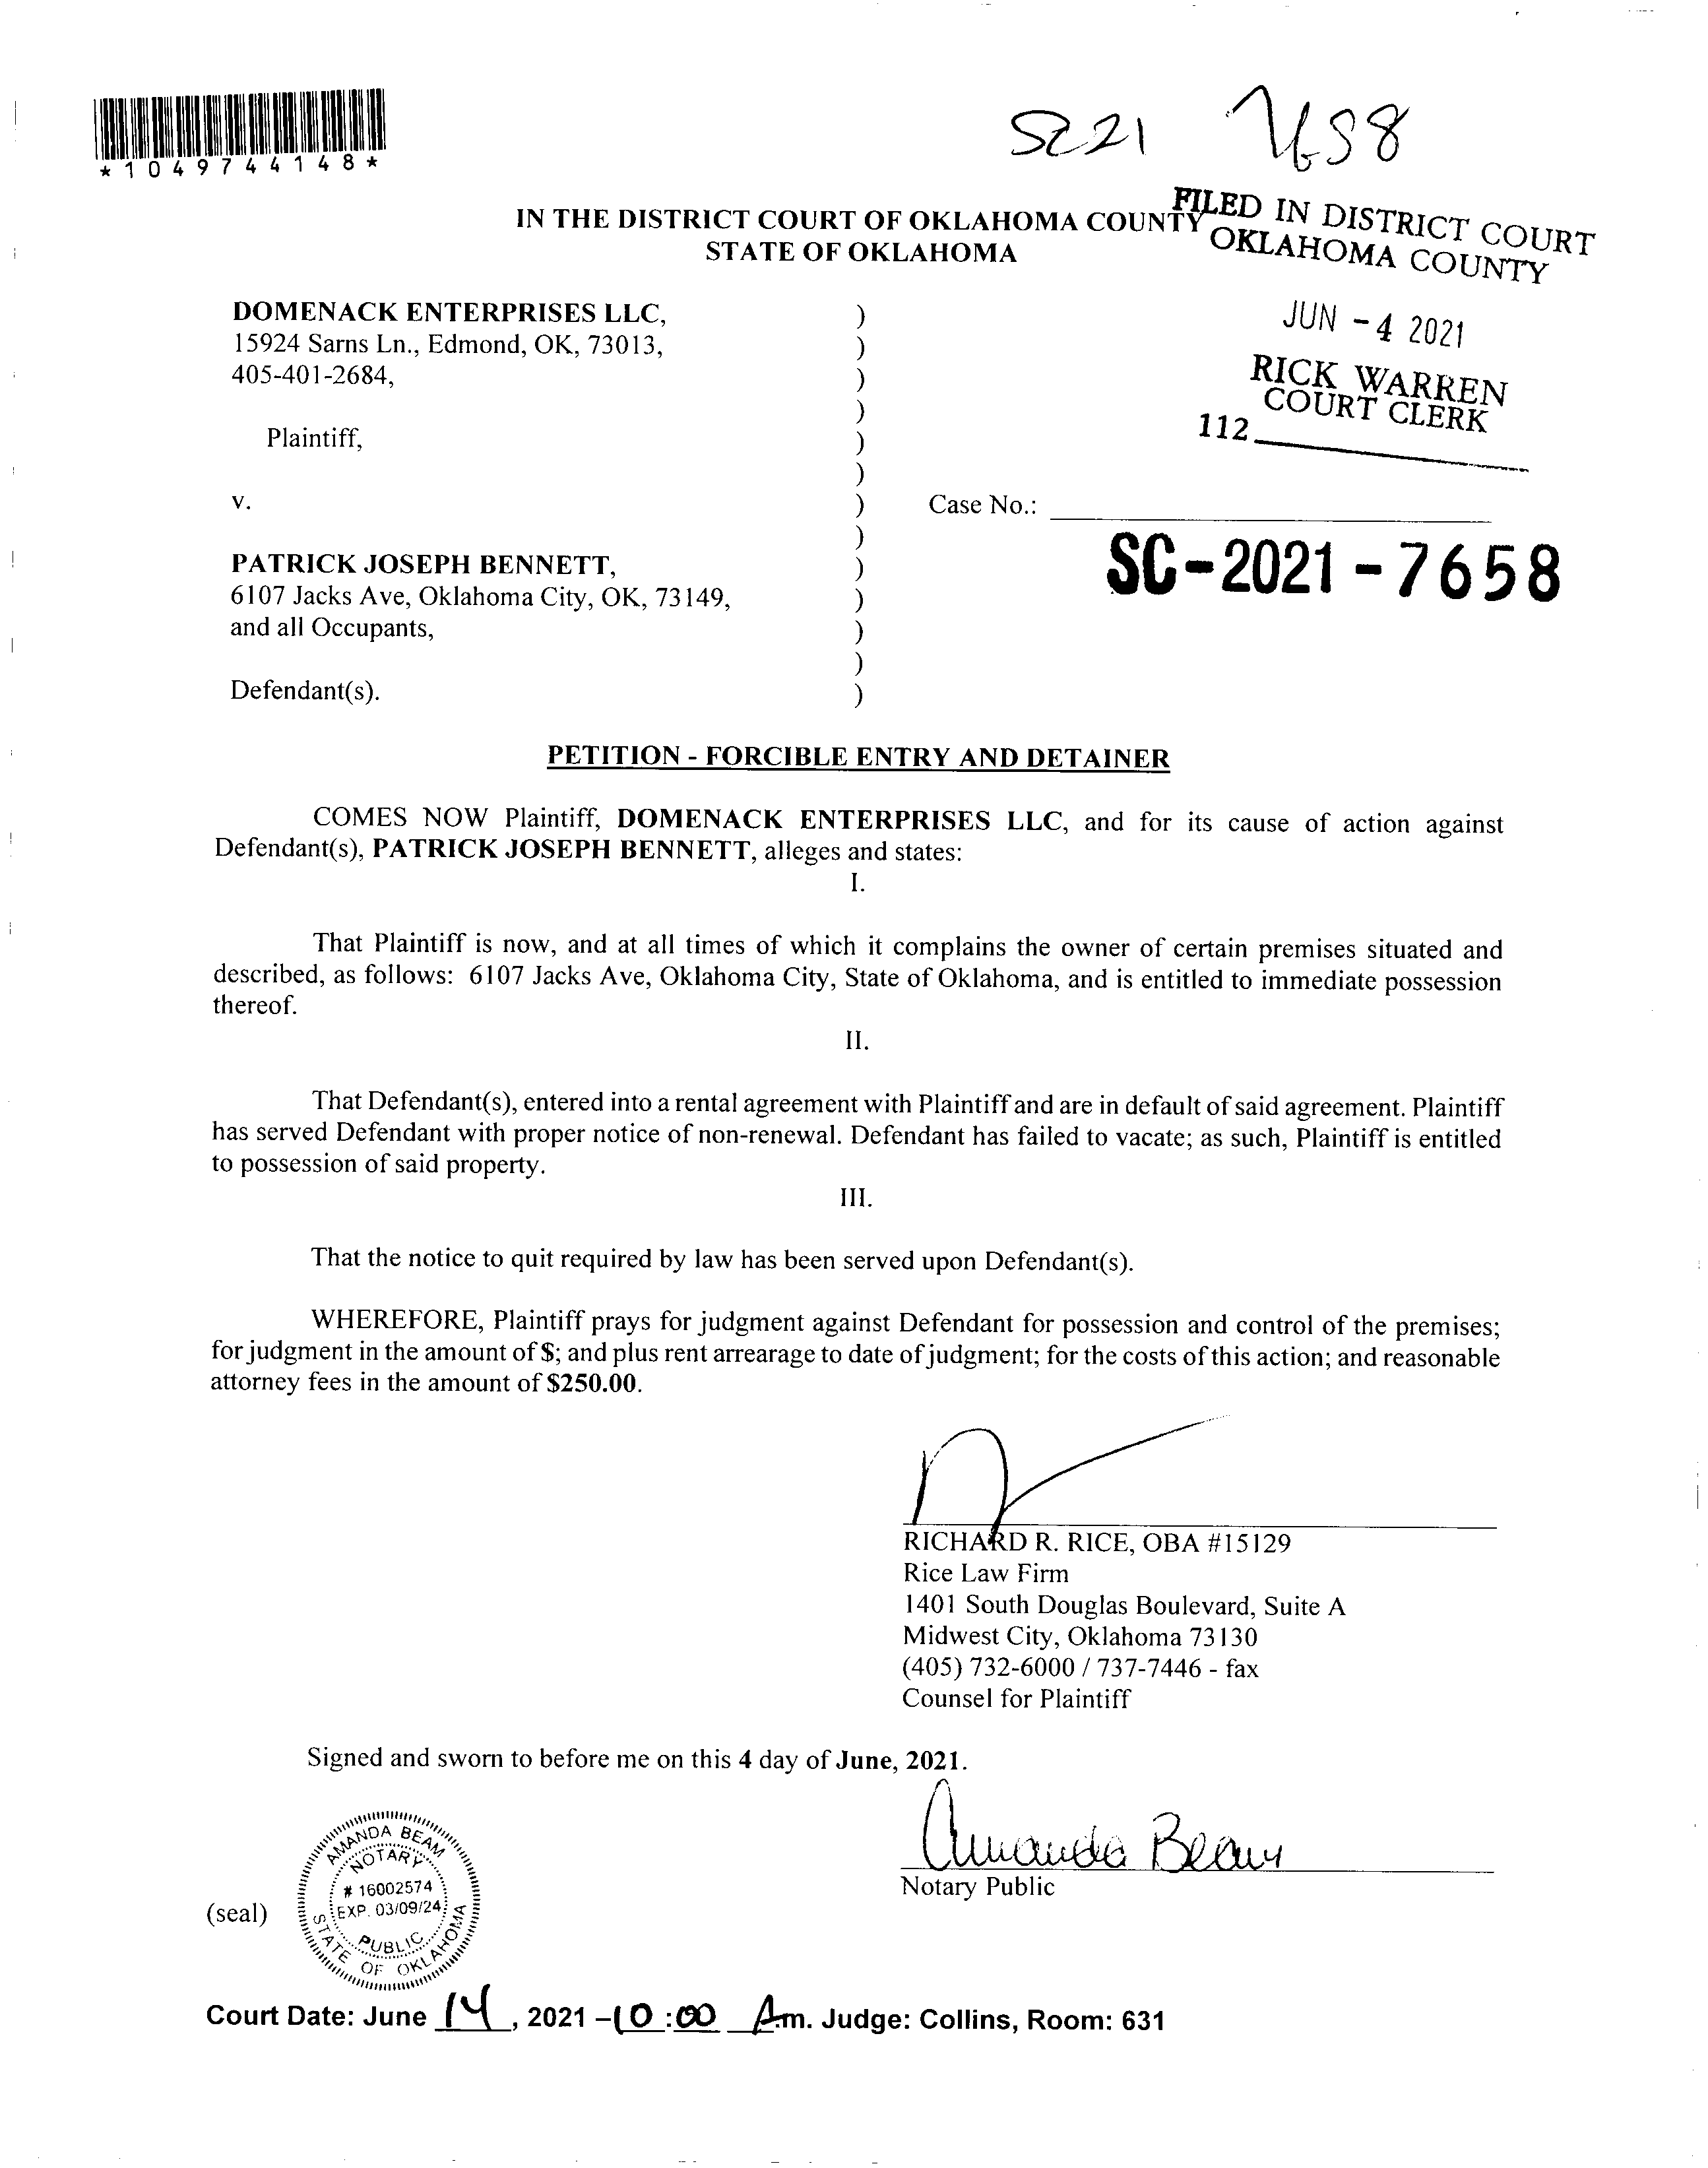 *1049744148*
SC21 7658
IN THE DISTRICT COURT OF OKLAHOMA COUNTY
STATE OF OKLAHOMA
FILED IN DISTRICT COURT
OKLAHOMA COUNTY
JUN -4 2021
RICK WARREN
COURT CLERK
112
DOMENACK ENTERPRISES LLC, )
15924 Sarns Ln., Edmond, OK, 73013, )
405-401-2684, )
)
Plaintiff, )
)
v. ) Case No.:
)
SC-2021-7658
PATRICK JOSEPH BENNETT, )
6107 Jacks Ave, Oklahoma City, OK, 73149, )
and all Occupants, )
)
Defendant(s). )
PETITION - FORCIBLE ENTRY AND DETAINER
COMES NOW Plaintiff, DOMENACK ENTERPRISES LLC, and for its cause of action against
Defendant(s), PATRICK JOSEPH BENNETT, alleges and states:
I.
That Plaintiff is now, and at all times of which it complains the owner of certain premises situated and
described, as follows: 6107 Jacks Ave, Oklahoma City, State of Oklahoma, and is entitled to immediate possession
thereof.
II.
That Defendant(s), entered into a rental agreement with Plaintiff and are in default of said agreement. Plaintiff
has served Defendant with proper notice of non-renewal. Defendant has failed to vacate; as such, Plaintiff is entitled
to possession of said property.
III.
That the notice to quit required by law has been served upon Defendant(s).
WHEREFORE, Plaintiff prays for judgment against Defendant for possession and control of the premises;
for judgment in the amount of $; and plus rent arrearage to date of judgment; for the costs of this action; and reasonable
attorney fees in the amount of $250.00.
RICHARD R. RICE, OBA #15129
Rice Law Firm
1401 South Douglas Boulevard, Suite A
Midwest City, Oklahoma 73130
(405) 732-6000 / 737-7446 - fax
Counsel for Plaintiff
Signed and sworn to before me on this 4 day of June, 2021.
Amanda Beam
Notary Public
(seal)
AMANDA BEAM
NOTARY
# 16002574
EXP. 03/09/24
PUBLIC
STATE OF OKLAHOMA
Court Date: June 14, 2021 - 10:00 A.m. Judge: Collins, Room: 631